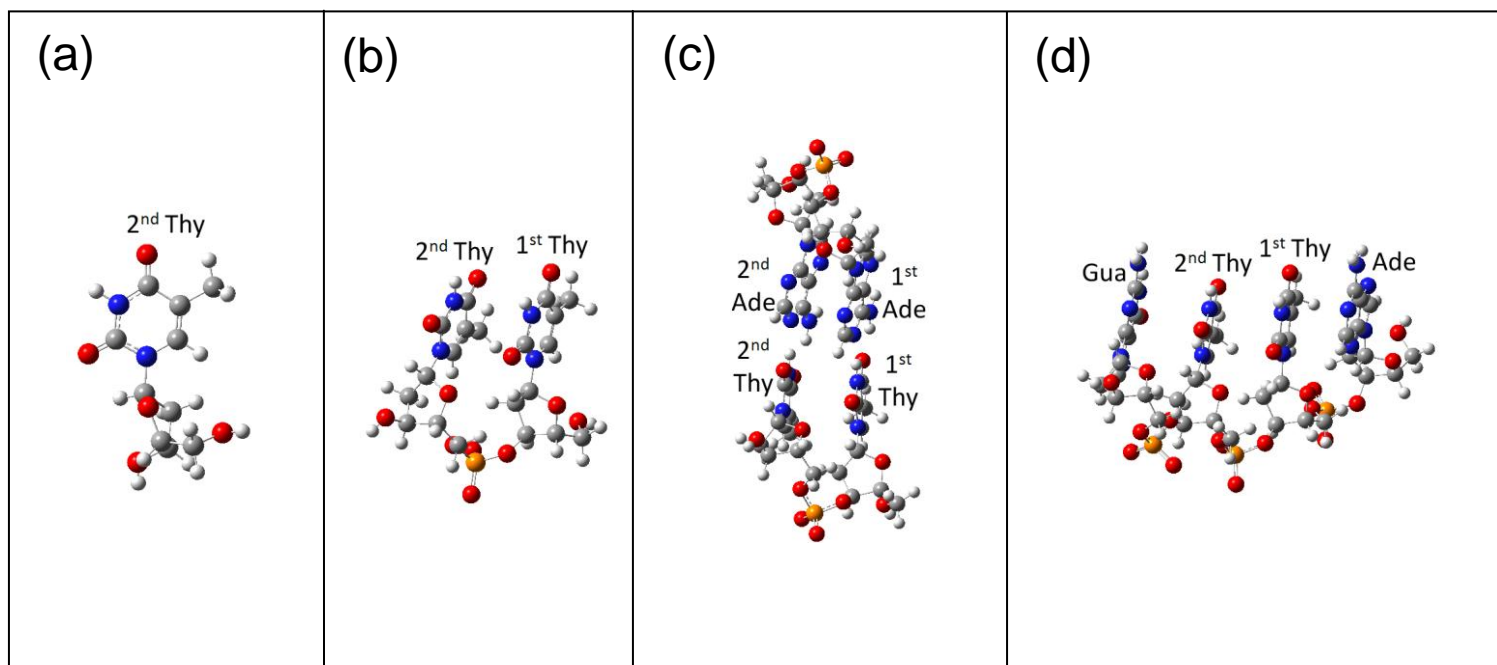 (a)
2nd Thy
(b)
2nd Thy
1st Thy
(c)
2nd
Ade
1st
Ade
2nd
Thy
1st
Thy
(d)
Gua
2nd Thy
1st Thy
Ade